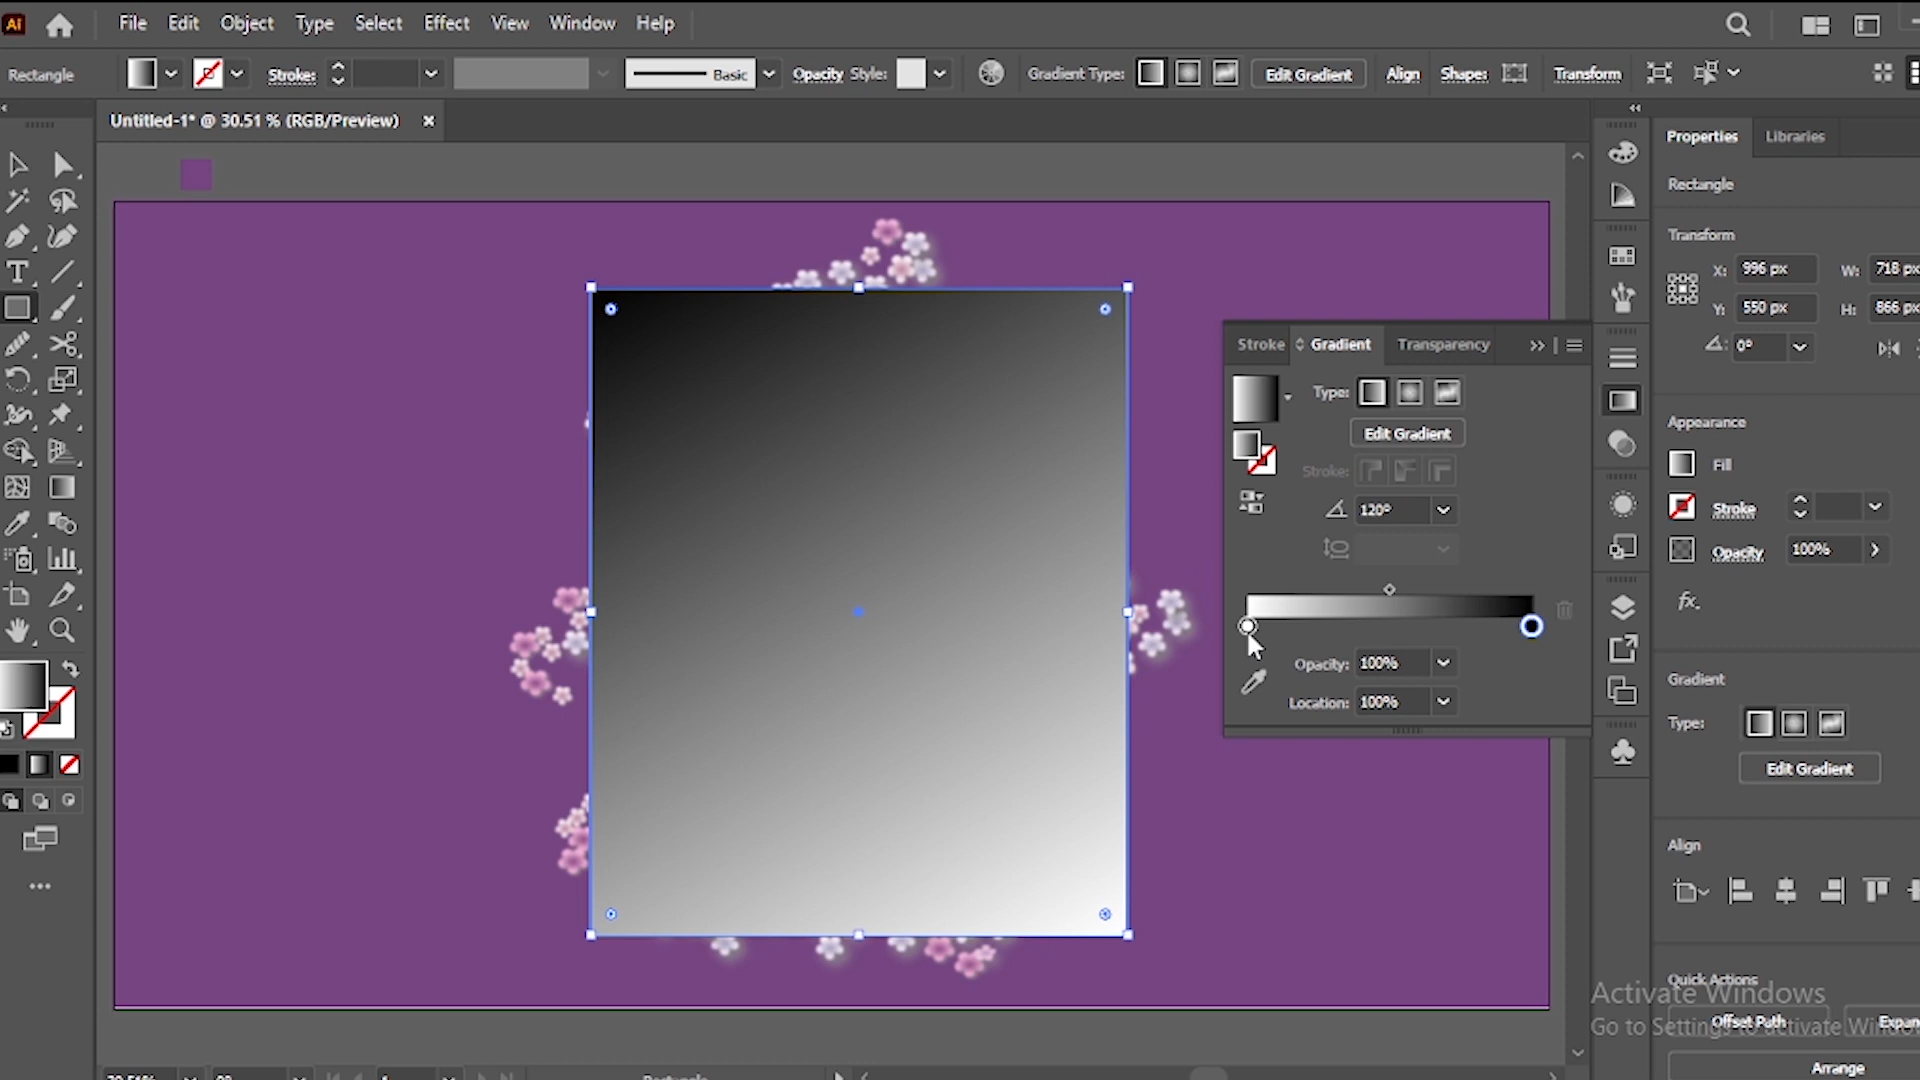 Ai File Edit Object Type Select Effect View Window Help
Rectangle Stroke: Basic Opacity Style: Gradient Type: Edit Gradient Align Shape: Transform
Untitled-1* @ 30.51 % (RGB/Preview) ×
Properties Libraries
Rectangle
Transform
X: 996 px W: 718 px
Y: 550 px H: 866 px
0°
Stroke Gradient Transparency
Type:
Edit Gradient
Stroke:
120°
Opacity: 100%
Location: 100%
Appearance
Fill
Stroke
Opacity 100%
fx.
Gradient
Type:
Edit Gradient
Align
Quick Actions
Offset Path
Arrange
Activate Windows
Go to Settings to activate Windows
Rectangle